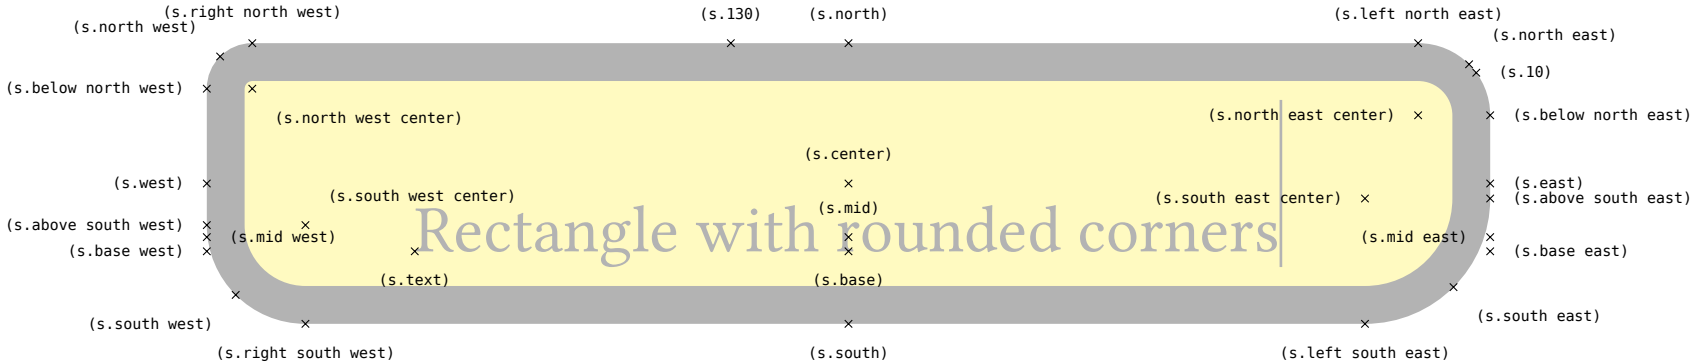 (s.right north west)
(s.130)
(s.north)
(s.left north east)
(s.north west)
(s.north east)
(s.10)
(s.below north west)
(s.north west center)
(s.north east center)
(s.below north east)
(s.center)
(s.west)
(s.east)
(s.south west center)
(s.south east center)
(s.above south east)
(s.mid)
(s.above south west)
Rectangle with rounded corners
(s.mid west)
(s.mid east)
(s.base west)
(s.base east)
(s.text)
(s.base)
(s.south west)
(s.south east)
(s.right south west)
(s.south)
(s.left south east)